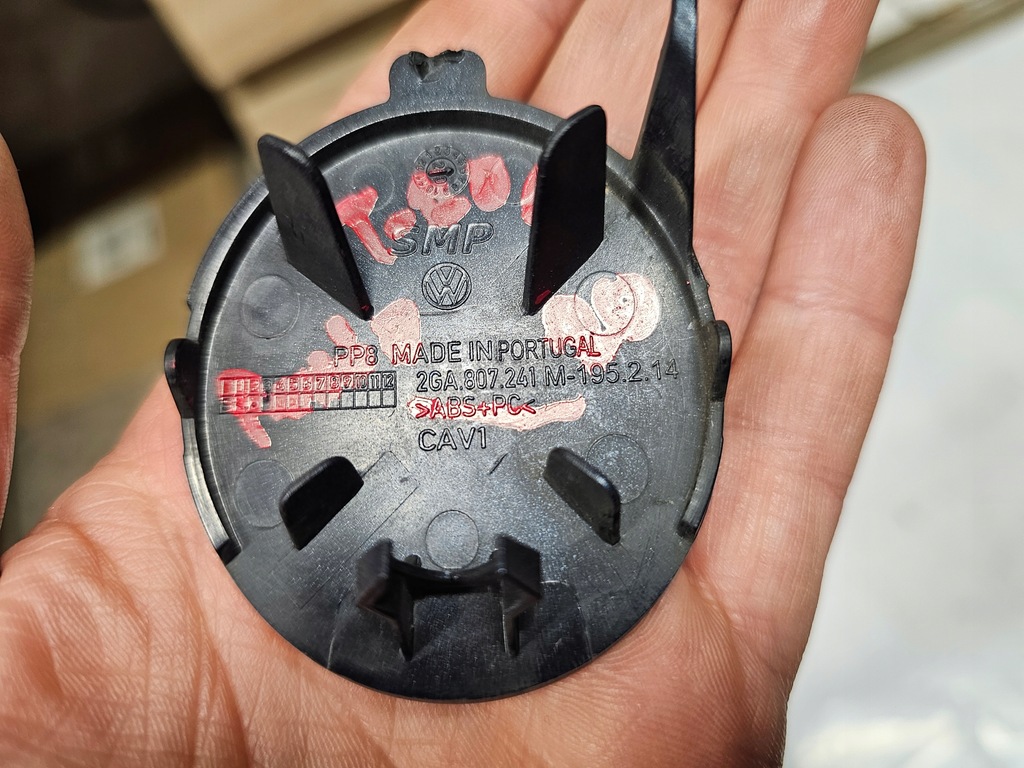 SMP
PP8 MADE IN PORTUGAL
2GA.807.241 M-195.2.14
>ABS+PC<
CAV1